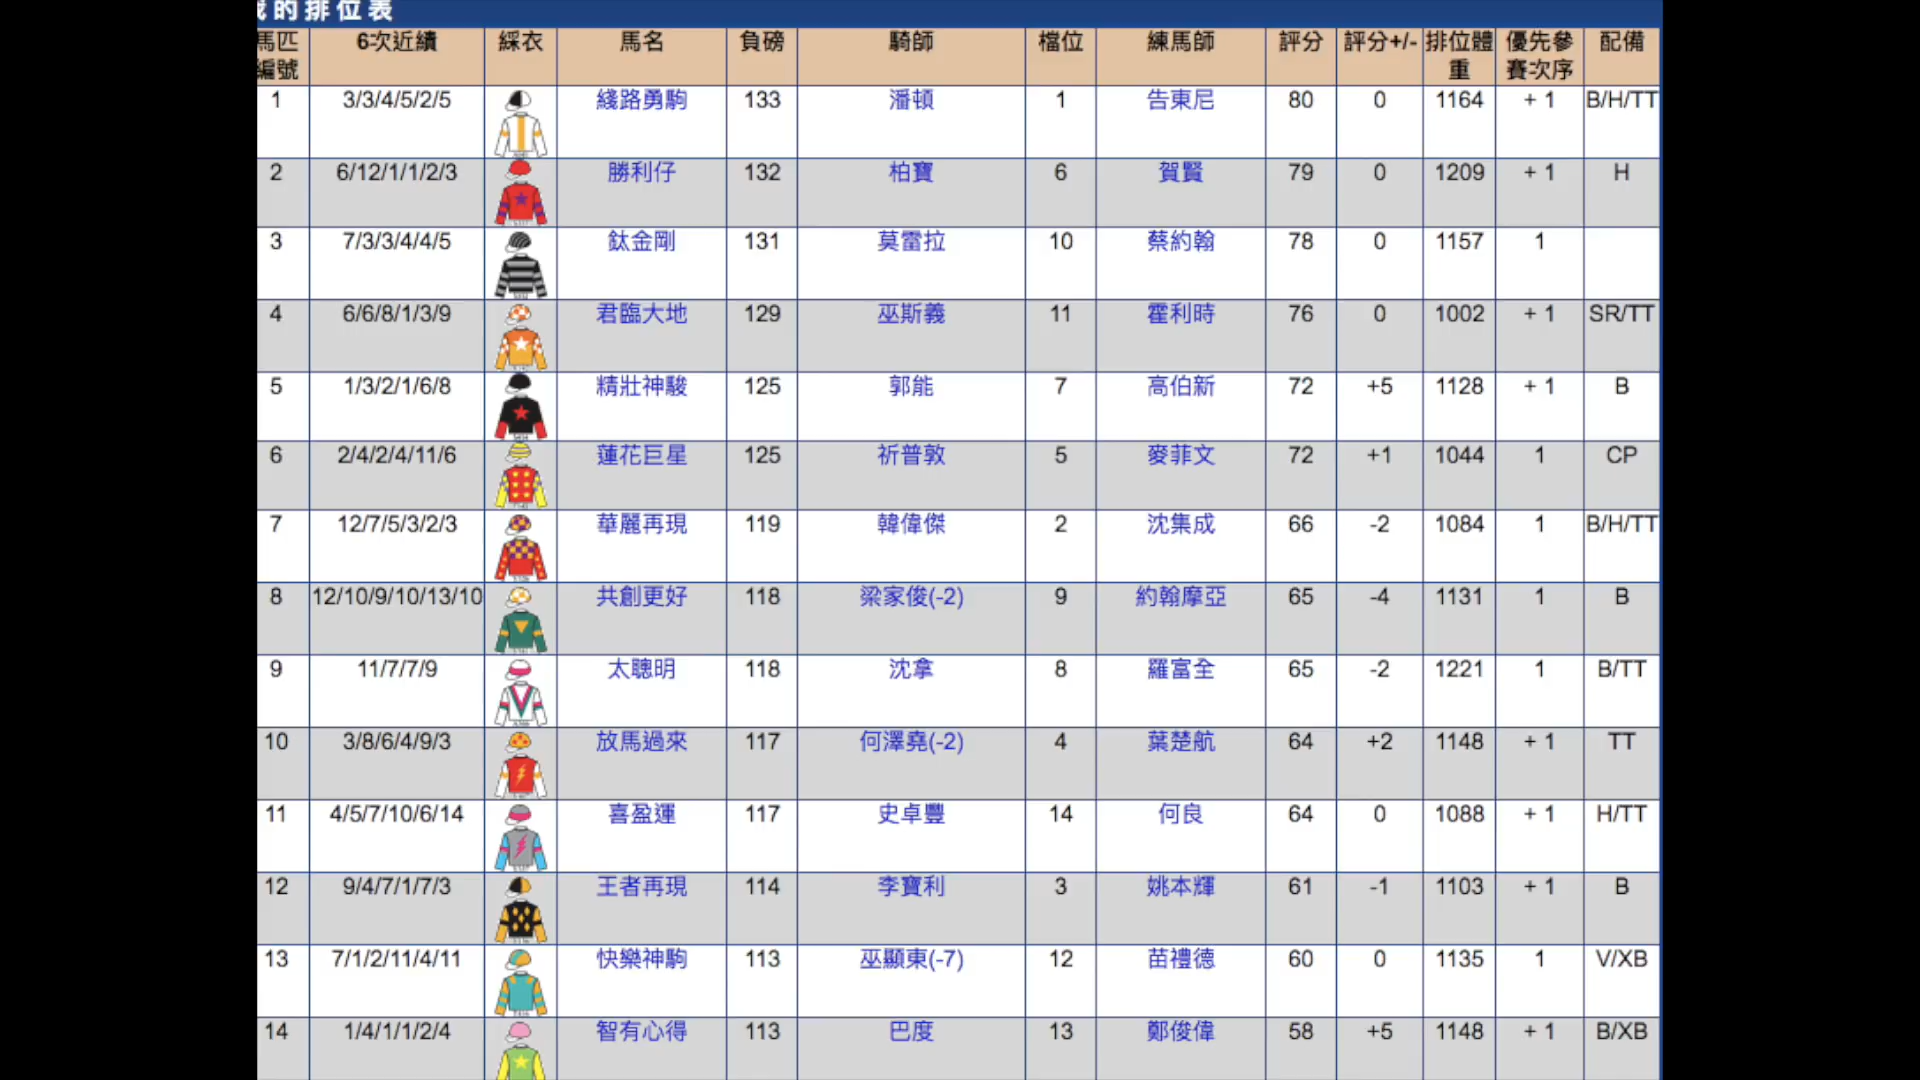 的排位表
馬匹編號 6次近績 綵衣 馬名 負磅 騎師 檔位 練馬師 評分 評分+/- 排位體重 優先參賽次序 配備
1 3/3/4/5/2/5 綫路勇駒 133 潘頓 1 告東尼 80 0 1164 + 1 B/H/TT
2 6/12/1/1/2/3 勝利仔 132 柏寶 6 賀賢 79 0 1209 + 1 H
3 7/3/3/4/4/5 鈦金剛 131 莫雷拉 10 蔡約翰 78 0 1157 1
4 6/6/8/1/3/9 君臨大地 129 巫斯義 11 霍利時 76 0 1002 + 1 SR/TT
5 1/3/2/1/6/8 精壯神駿 125 郭能 7 高伯新 72 +5 1128 + 1 B
6 2/4/2/4/11/6 蓮花巨星 125 祈普敦 5 麥菲文 72 +1 1044 1 CP
7 12/7/5/3/2/3 華麗再現 119 韓偉傑 2 沈集成 66 -2 1084 1 B/H/TT
8 12/10/9/10/13/10 共創更好 118 梁家俊(-2) 9 約翰摩亞 65 -4 1131 1 B
9 11/7/7/9 太聰明 118 沈拿 8 羅富全 65 -2 1221 1 B/TT
10 3/8/6/4/9/3 放馬過來 117 何澤堯(-2) 4 葉楚航 64 +2 1148 + 1 TT
11 4/5/7/10/6/14 喜盈運 117 史卓豐 14 何良 64 0 1088 + 1 H/TT
12 9/4/7/1/7/3 王者再現 114 李寶利 3 姚本輝 61 -1 1103 + 1 B
13 7/1/2/11/4/11 快樂神駒 113 巫顯東(-7) 12 苗禮德 60 0 1135 1 V/XB
14 1/4/1/1/2/4 智有心得 113 巴度 13 鄭俊偉 58 +5 1148 + 1 B/XB